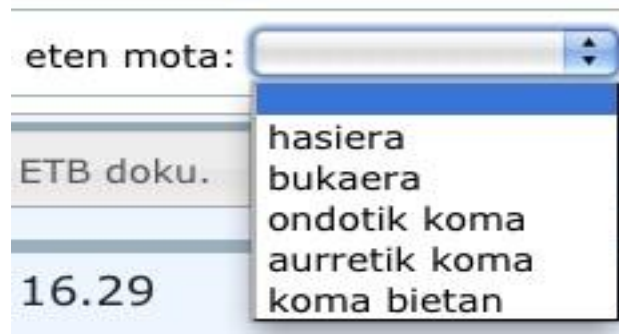 eten mota:
hasiera
bukaera
ETB doku.
ondotik koma
aurretik koma
16.29
koma bietan